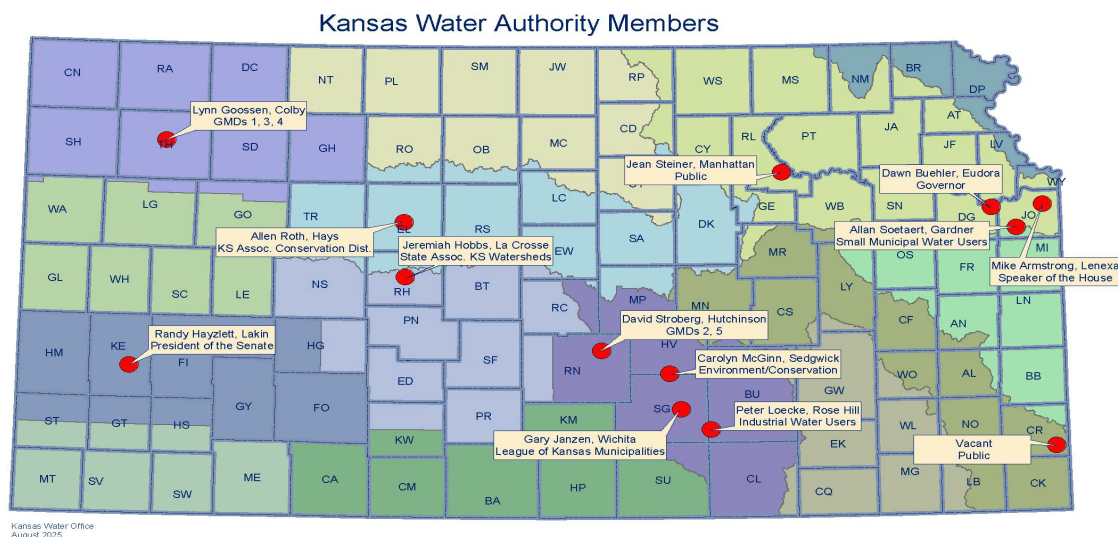 Kansas Water Authority Members
CN
RA
DC
NT
PL
SM
JW
RP
WS
MS
NM
BR
DP
Lynn Goossen, Colby
GMDs 1, 3, 4
SH
TH
SD
GH
RO
OB
MC
CD
CY
RL
PT
JA
AT
JF
LV
WY
Jean Steiner, Manhattan
Public
Dawn Buehler, Eudora
Governor
WA
LG
GO
TR
EL
RS
LC
SA
DK
GE
WB
SN
DG
JO
Allen Roth, Hays
KS Assoc. Conservation Dist.
Jeremiah Hobbs, La Crosse
State Assoc. KS Watersheds
Allan Soetaert, Gardner
Small Municipal Water Users
EW
MR
OS
FR
MI
Mike Armstrong, Lenexa
Speaker of the House
GL
WH
SC
LE
NS
RH
BT
RC
MP
MN
CS
LY
CF
AN
LN
Randy Hayzlett, Lakin
President of the Senate
David Stroberg, Hutchinson
GMDs 2, 5
HM
KE
FI
HG
PN
SF
RN
HV
Carolyn McGinn, Sedgwick
Environment/Conservation
WO
AL
BB
ED
GY
FO
PR
SG
BU
GW
Peter Loecke, Rose Hill
Industrial Water Users
ST
GT
HS
KW
KM
Gary Janzen, Wichita
League of Kansas Municipalities
EK
WL
NO
CR
Vacant
Public
MT
SV
SW
ME
CA
CM
BA
HP
SU
CL
CQ
MG
LB
CK
Kansas Water Office
August 2025